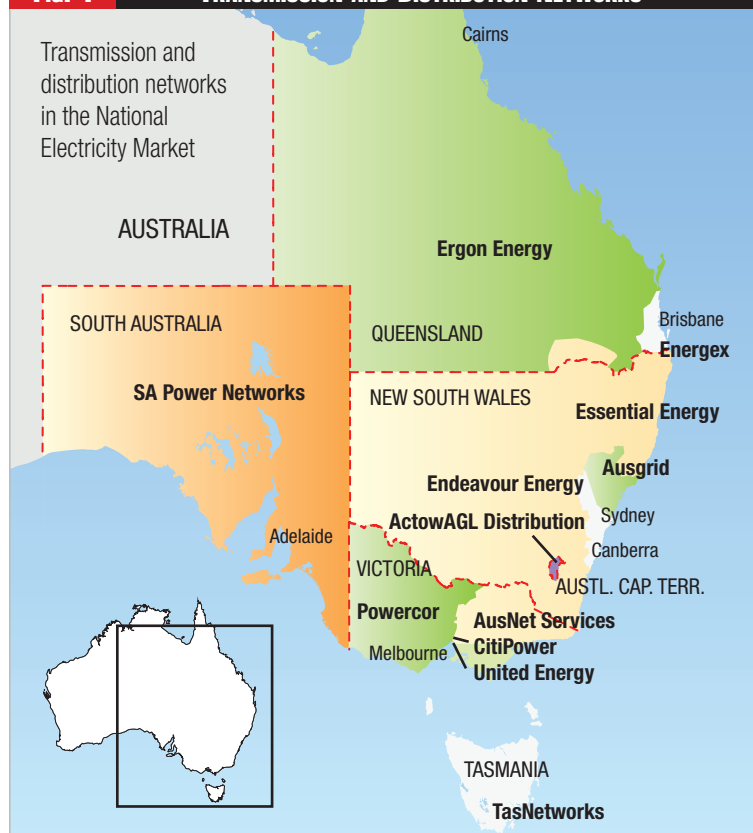 Transmission and
distribution networks
in the National
Electricity Market
Cairns
AUSTRALIA
Ergon Energy
SOUTH AUSTRALIA
QUEENSLAND
Brisbane
Energex
SA Power Networks
NEW SOUTH WALES
Essential Energy
Ausgrid
Endeavour Energy
Sydney
ActowAGL Distribution
Canberra
Adelaide
VICTORIA
AUSTL. CAP. TERR.
Powercor
AusNet Services
CitiPower
Melbourne
United Energy
TASMANIA
TasNetworks